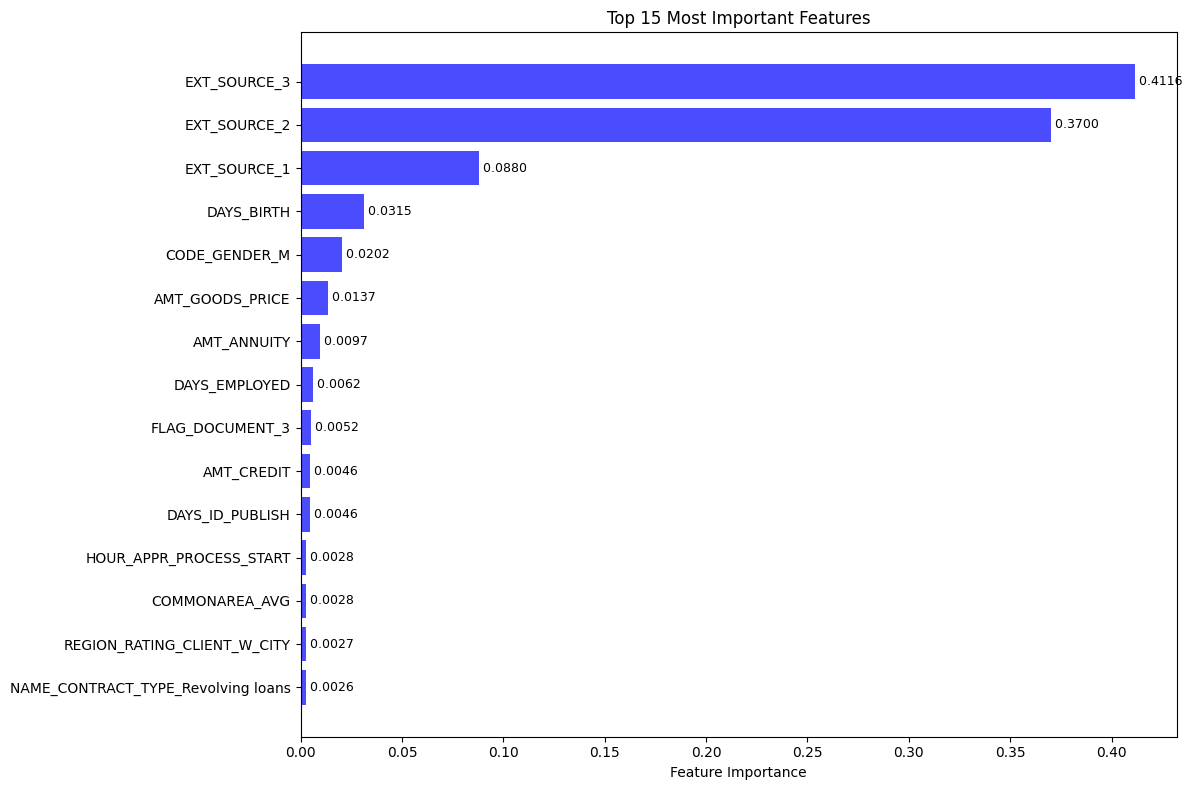 Top 15 Most Important Features
EXT_SOURCE_3 0.4116
EXT_SOURCE_2 0.3700
EXT_SOURCE_1 0.0880
DAYS_BIRTH 0.0315
CODE_GENDER_M 0.0202
AMT_GOODS_PRICE 0.0137
AMT_ANNUITY 0.0097
DAYS_EMPLOYED 0.0062
FLAG_DOCUMENT_3 0.0052
AMT_CREDIT 0.0046
DAYS_ID_PUBLISH 0.0046
HOUR_APPR_PROCESS_START 0.0028
COMMONAREA_AVG 0.0028
REGION_RATING_CLIENT_W_CITY 0.0027
NAME_CONTRACT_TYPE_Revolving loans 0.0026
0.00 0.05 0.10 0.15 0.20 0.25 0.30 0.35 0.40
Feature Importance